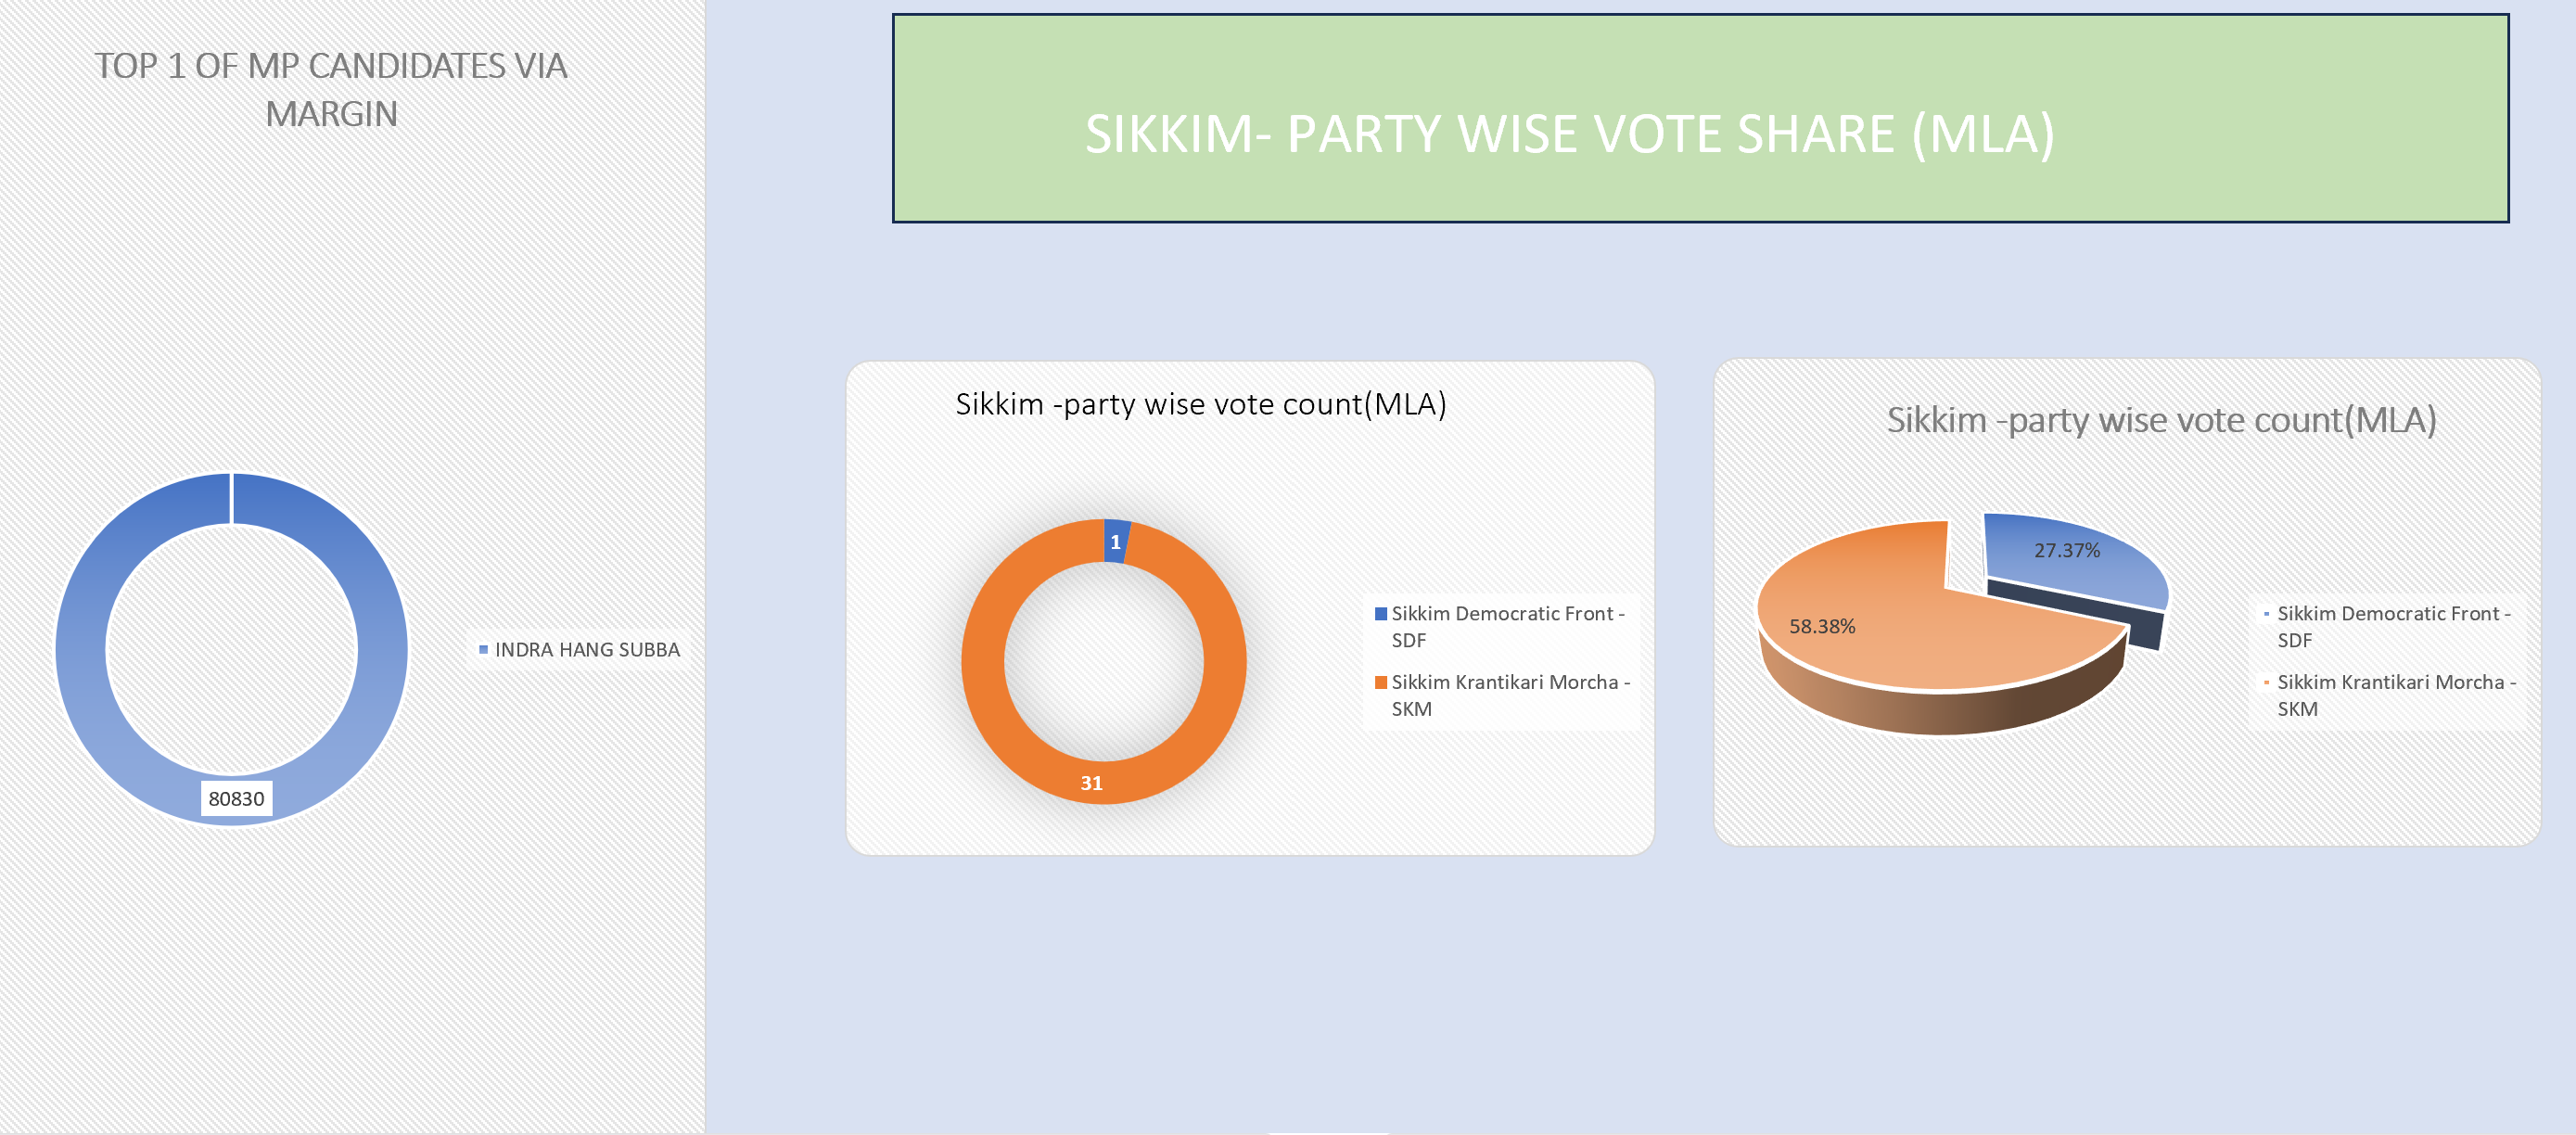 TOP 1 OF MP CANDIDATES VIA
MARGIN
80830
INDRA HANG SUBBA
SIKKIM- PARTY WISE VOTE SHARE (MLA)
Sikkim -party wise vote count(MLA)
1
31
Sikkim Democratic Front -
SDF
Sikkim Krantikari Morcha -
SKM
Sikkim -party wise vote count(MLA)
27.37%
58.38%
Sikkim Democratic Front -
SDF
Sikkim Krantikari Morcha -
SKM